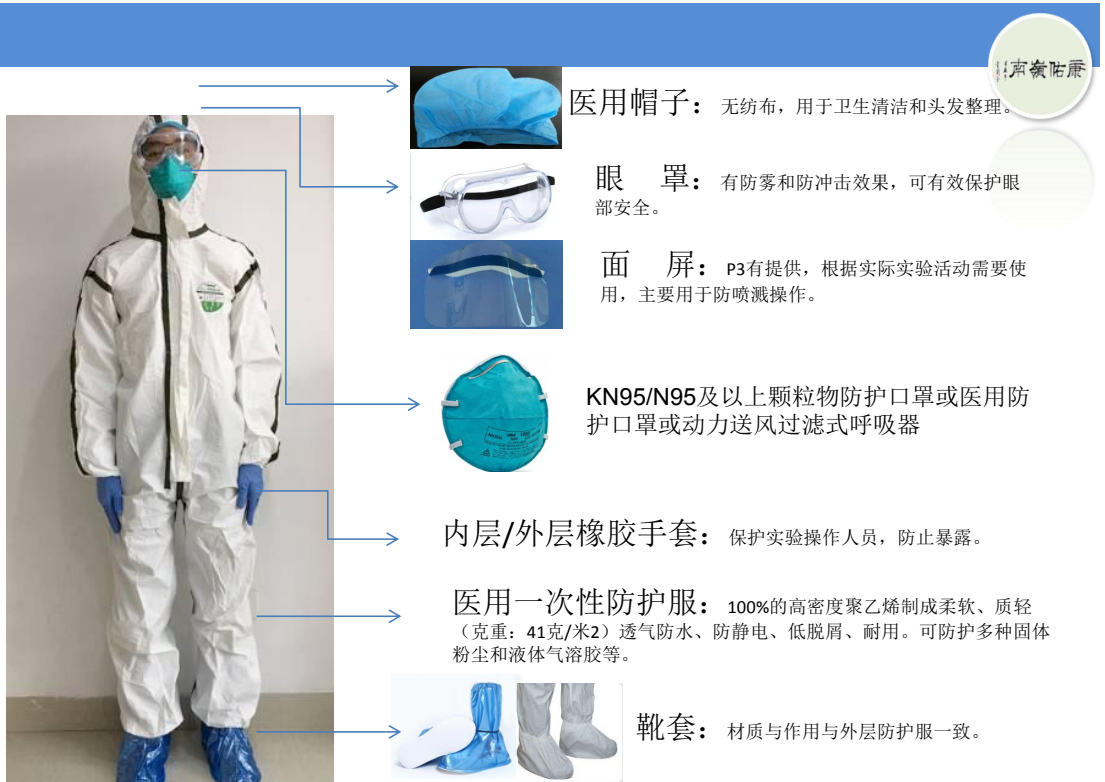 南嶺佑康
医用帽子：无纺布，用于卫生清洁和头发整理。
眼 罩：有防雾和防冲击效果，可有效保护眼
部安全。
面 屏：P3有提供，根据实际实验活动需要使
用，主要用于防喷溅操作。
KN95/N95及以上颗粒物防护口罩或医用防
护口罩或动力送风过滤式呼吸器
内层/外层橡胶手套：保护实验操作人员，防止暴露。
医用一次性防护服：100%的高密度聚乙烯制成柔软、质轻
（克重：41克/米2）透气防水、防静电、低脱屑、耐用。可防护多种固体
粉尘和液体气溶胶等。
靴套：材质与作用与外层防护服一致。